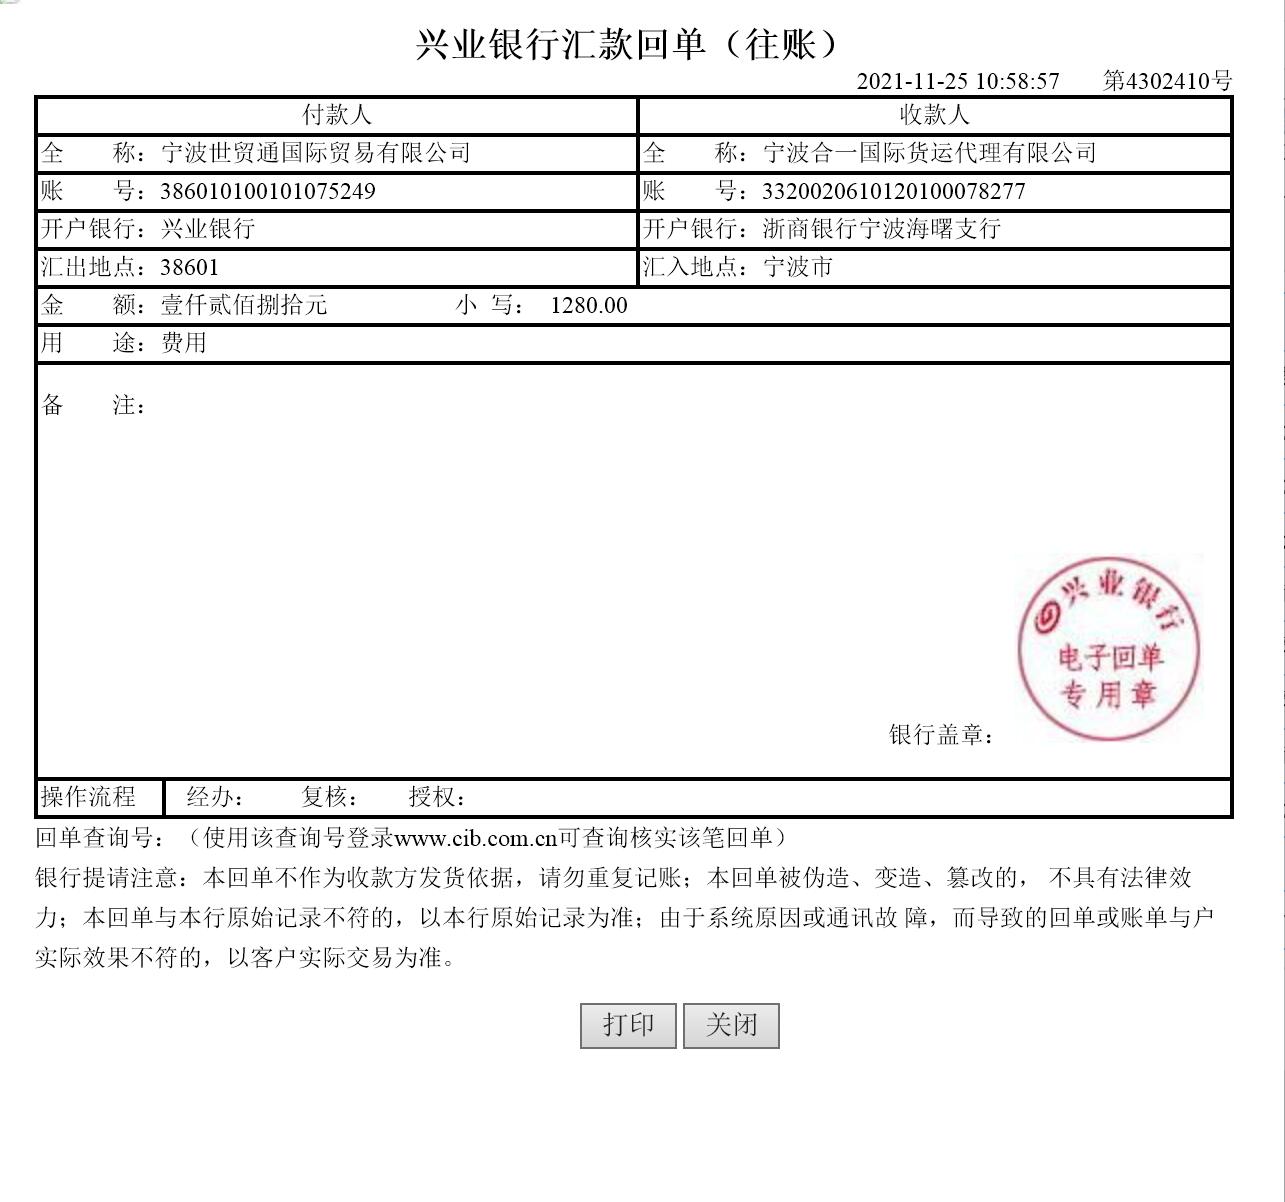 兴业银行汇款回单（往账）
2021-11-25 10:58:57 第4302410号
付款人 收款人
全 称：宁波世贸通国际贸易有限公司 全 称：宁波合一国际货运代理有限公司
账 号：386010100101075249 账 号：3320020610120100078277
开户银行：兴业银行 开户银行：浙商银行宁波海曙支行
汇出地点：38601 汇入地点：宁波市
金 额：壹仟贰佰捌拾元 小 写： 1280.00
用 途：费用
备 注：
兴业银行
电子回单
专用章
银行盖章：
操作流程 经办： 复核： 授权：
回单查询号：（使用该查询号登录www.cib.com.cn可查询核实该笔回单）
银行提请注意：本回单不作为收款方发货依据，请勿重复记账；本回单被伪造、变造、篡改的， 不具有法律效
力；本回单与本行原始记录不符的，以本行原始记录为准；由于系统原因或通讯故 障，而导致的回单或账单与户
实际效果不符的，以客户实际交易为准。
打印 关闭